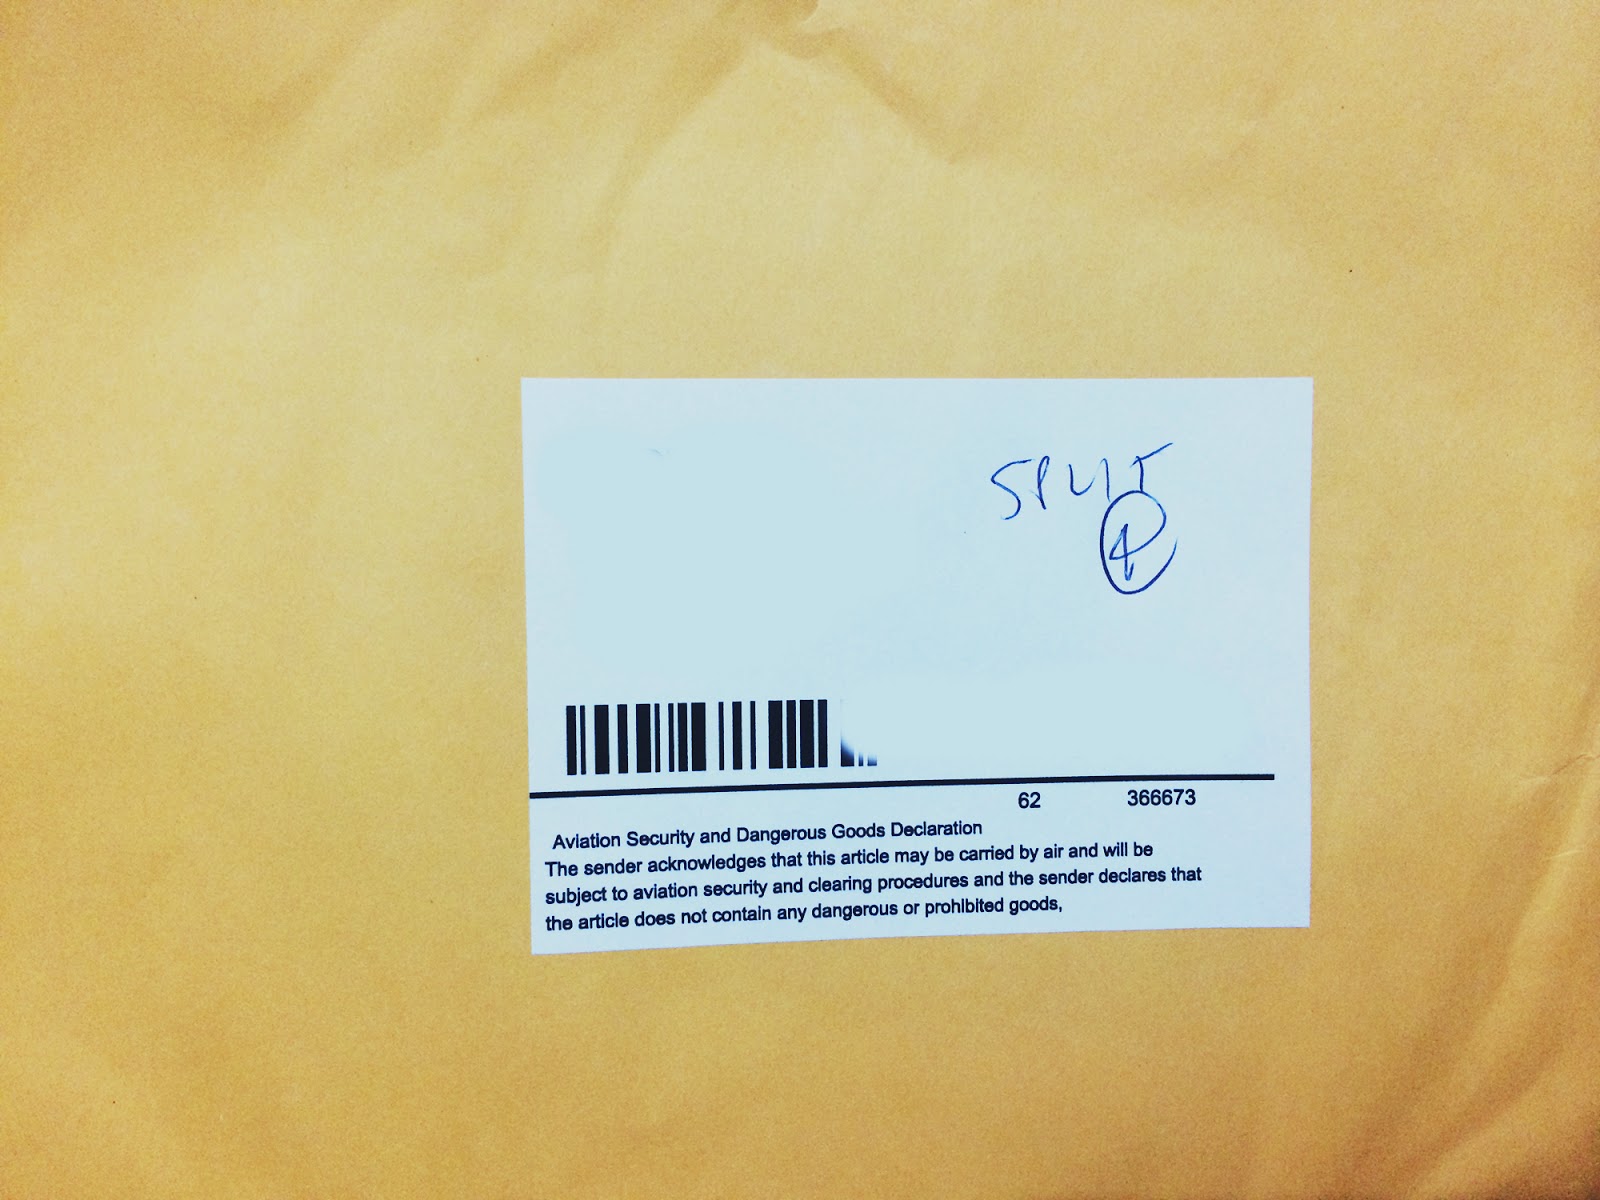 SPLIT
62 366673
Aviation Security and Dangerous Goods Declaration
The sender acknowledges that this article may be carried by air and will be
subject to aviation security and clearing procedures and the sender declares that
the article does not contain any dangerous or prohibited goods,